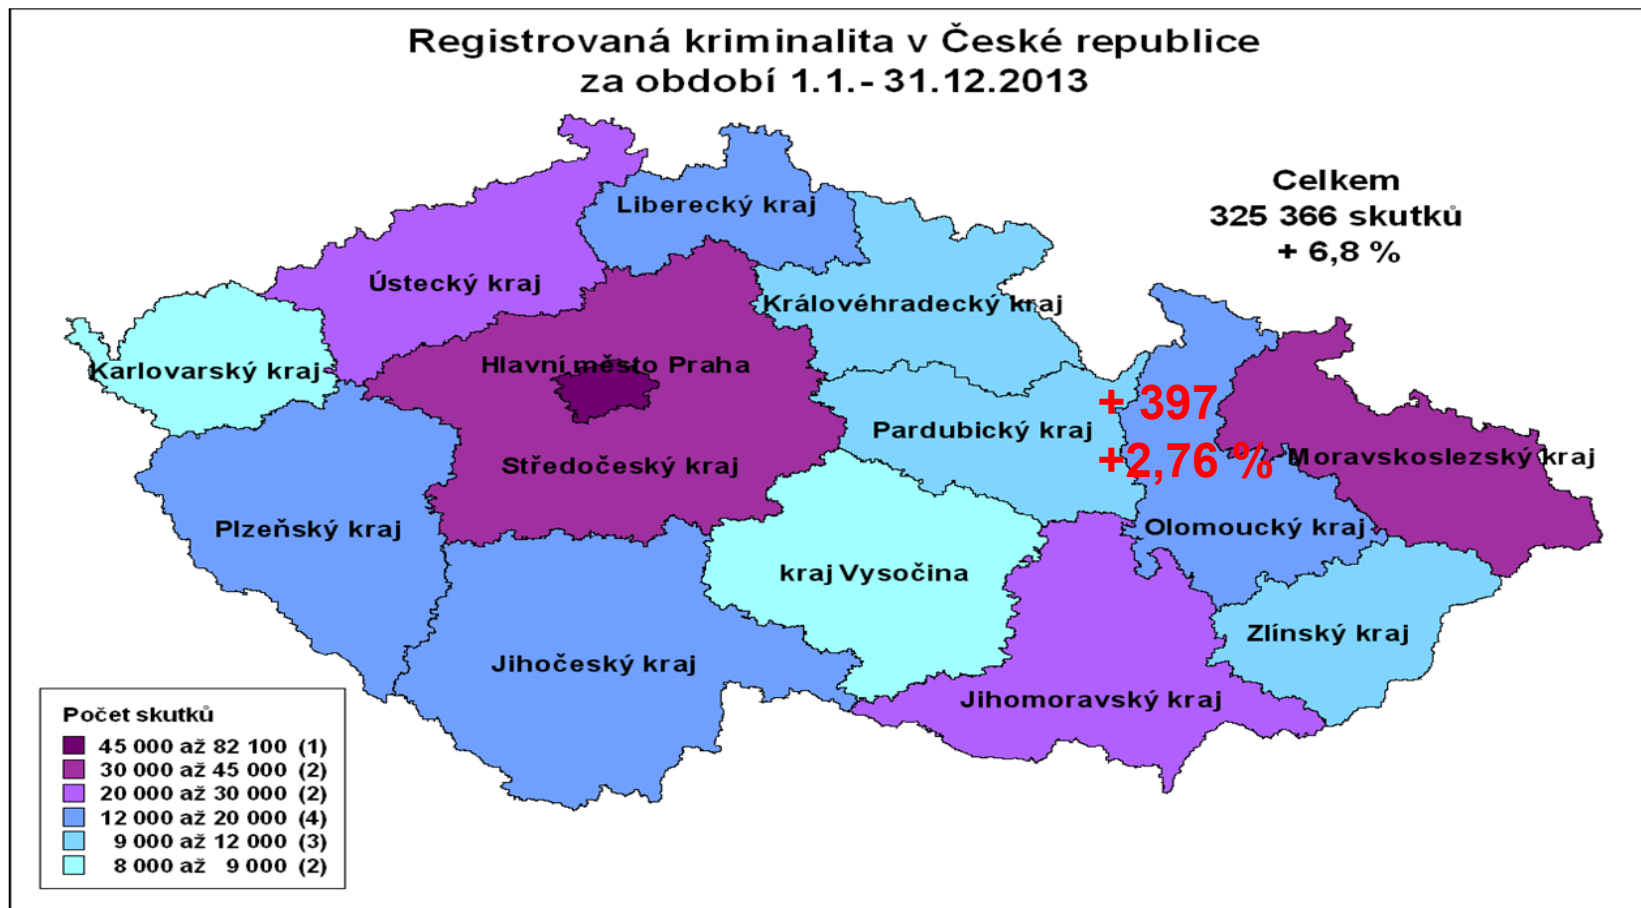 Registrovaná kriminalita v České republice
za období 1.1.- 31.12.2013
Celkem
325 366 skutků
+ 6,8 %
Liberecký kraj
Ústecký kraj
Královéhradecký kraj
Karlovarský kraj
Hlavní město Praha
+ 397
+2,76 %
Pardubický kraj
Moravskoslezský kraj
Středočeský kraj
Plzeňský kraj
Olomoucký kraj
kraj Vysočina
Zlínský kraj
Jihočeský kraj
Jihomoravský kraj
Počet skutků
45 000 až 82 100 (1)
30 000 až 45 000 (2)
20 000 až 30 000 (2)
12 000 až 20 000 (4)
9 000 až 12 000 (3)
8 000 až 9 000 (2)